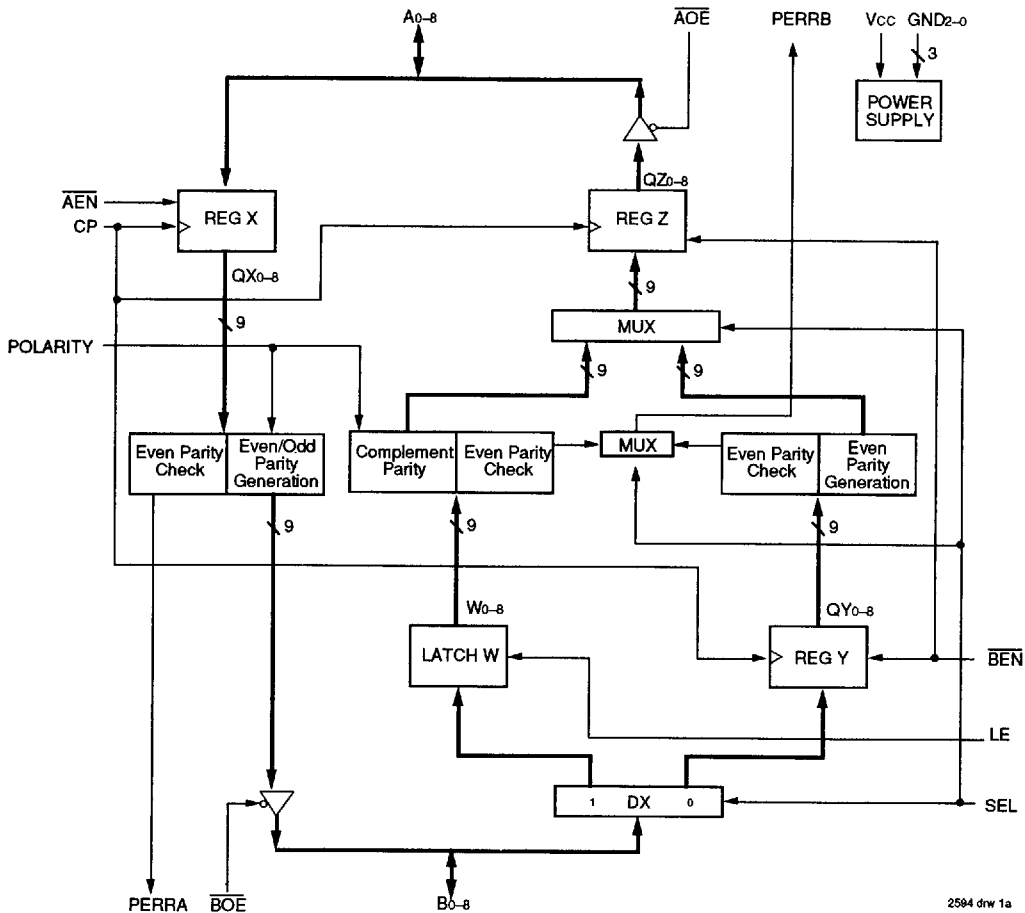 A0–8
AOE
PERRB
VCC GND2–0
3
POWER
SUPPLY
QZ0–8
AEN
CP
REG X
REG Z
QX0–8
9
9
MUX
POLARITY
9
9
Even Parity
Check
Even/Odd
Parity
Generation
Complement
Parity
Even Parity
Check
MUX
Even Parity
Check
Even
Parity
Generation
9
9
9
W0–8
QY0–8
LATCH W
REG Y
BEN
LE
1 DX 0
SEL
PERRA
BOE
B0–8
2594 drw 1a